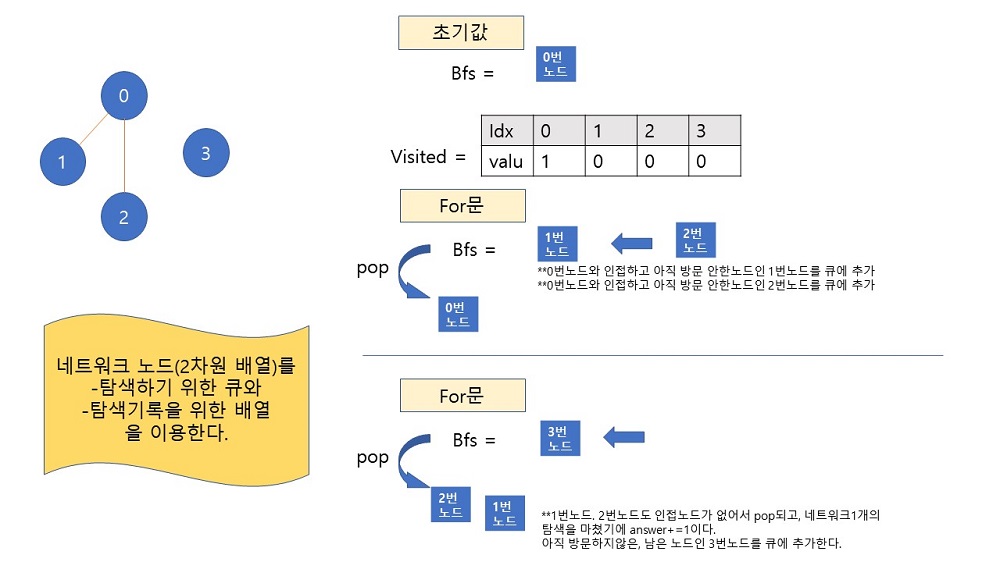 초기값
Bfs =
0번
노드
0
1
2
3
Visited =
Idx 0 1 2 3
valu 1 0 0 0
For문
pop
Bfs =
1번
노드
2번
노드
**0번노드와 인접하고 아직 방문 안한노드인 1번노드를 큐에 추가
**0번노드와 인접하고 아직 방문 안한노드인 2번노드를 큐에 추가
0번
노드
네트워크 노드(2차원 배열)를
-탐색하기 위한 큐와
-탐색기록을 위한 배열
을 이용한다.
For문
pop
Bfs =
3번
노드
2번
노드
1번
노드
**1번노드. 2번노드도 인접노드가 없어서 pop되고, 네트워크1개의
탐색을 마쳤기에 answer+=1이다.
아직 방문하지않은, 남은 노드인 3번노드를 큐에 추가한다.